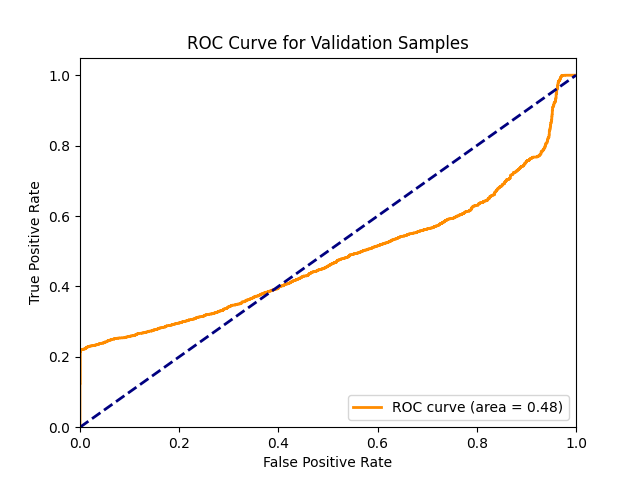 ROC Curve for Validation Samples
True Positive Rate
1.0
0.8
0.6
0.4
0.2
0.0
ROC curve (area = 0.48)
0.0 0.2 0.4 0.6 0.8 1.0
False Positive Rate